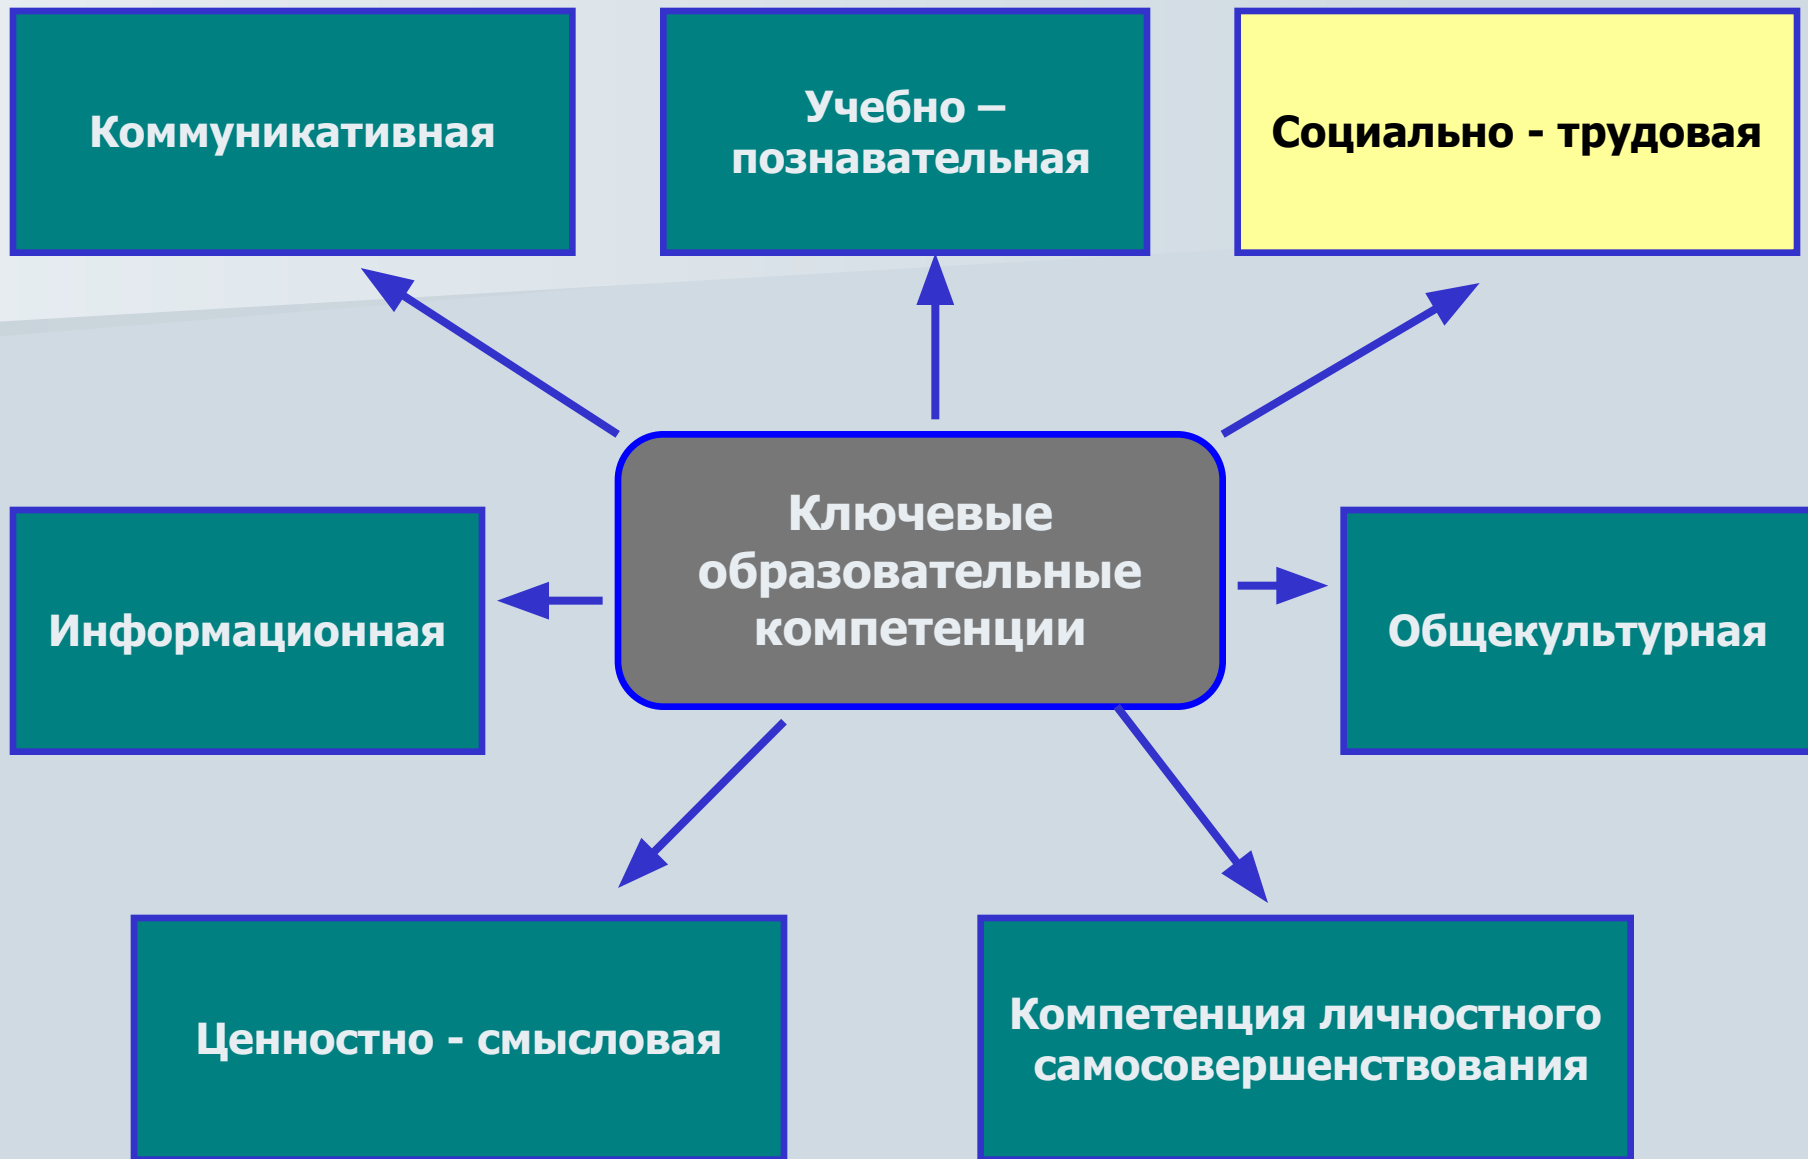 Коммуникативная
Учебно –
познавательная
Социально - трудовая
Ключевые
образовательные
компетенции
Информационная
Общекультурная
Ценностно - смысловая
Компетенция личностного
самосовершенствования